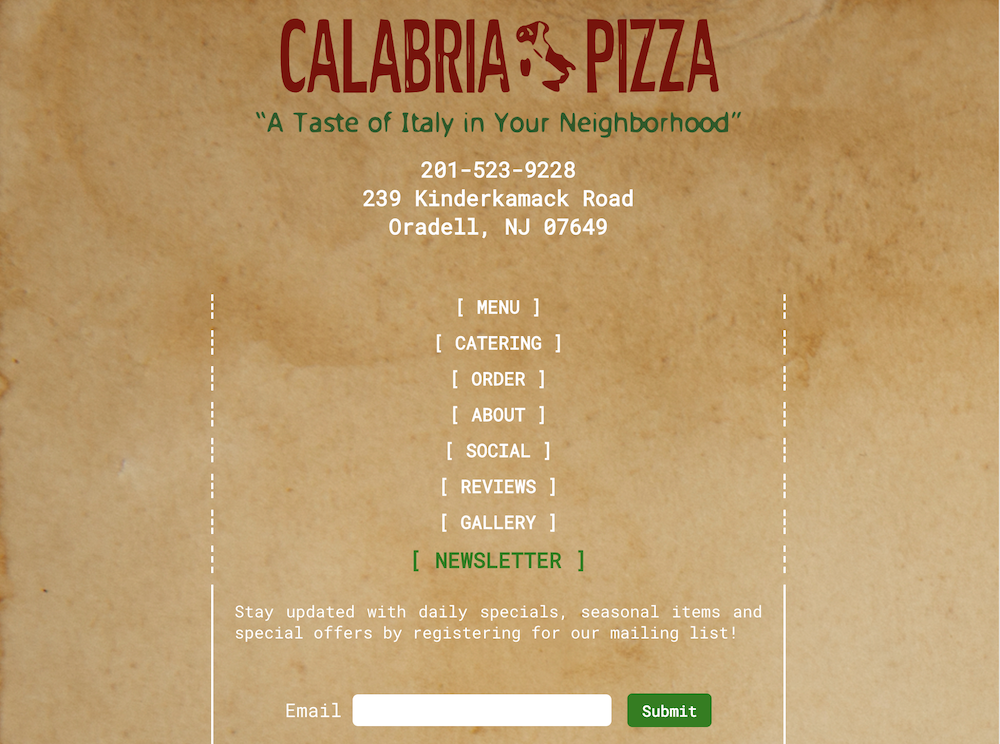 CALABRIA PIZZA
“A Taste of Italy in Your Neighborhood”
201-523-9228
239 Kinderkamack Road
Oradell, NJ 07649
[ MENU ]
[ CATERING ]
[ ORDER ]
[ ABOUT ]
[ SOCIAL ]
[ REVIEWS ]
[ GALLERY ]
[ NEWSLETTER ]
Stay updated with daily specials, seasonal items and
special offers by registering for our mailing list!
Email Submit